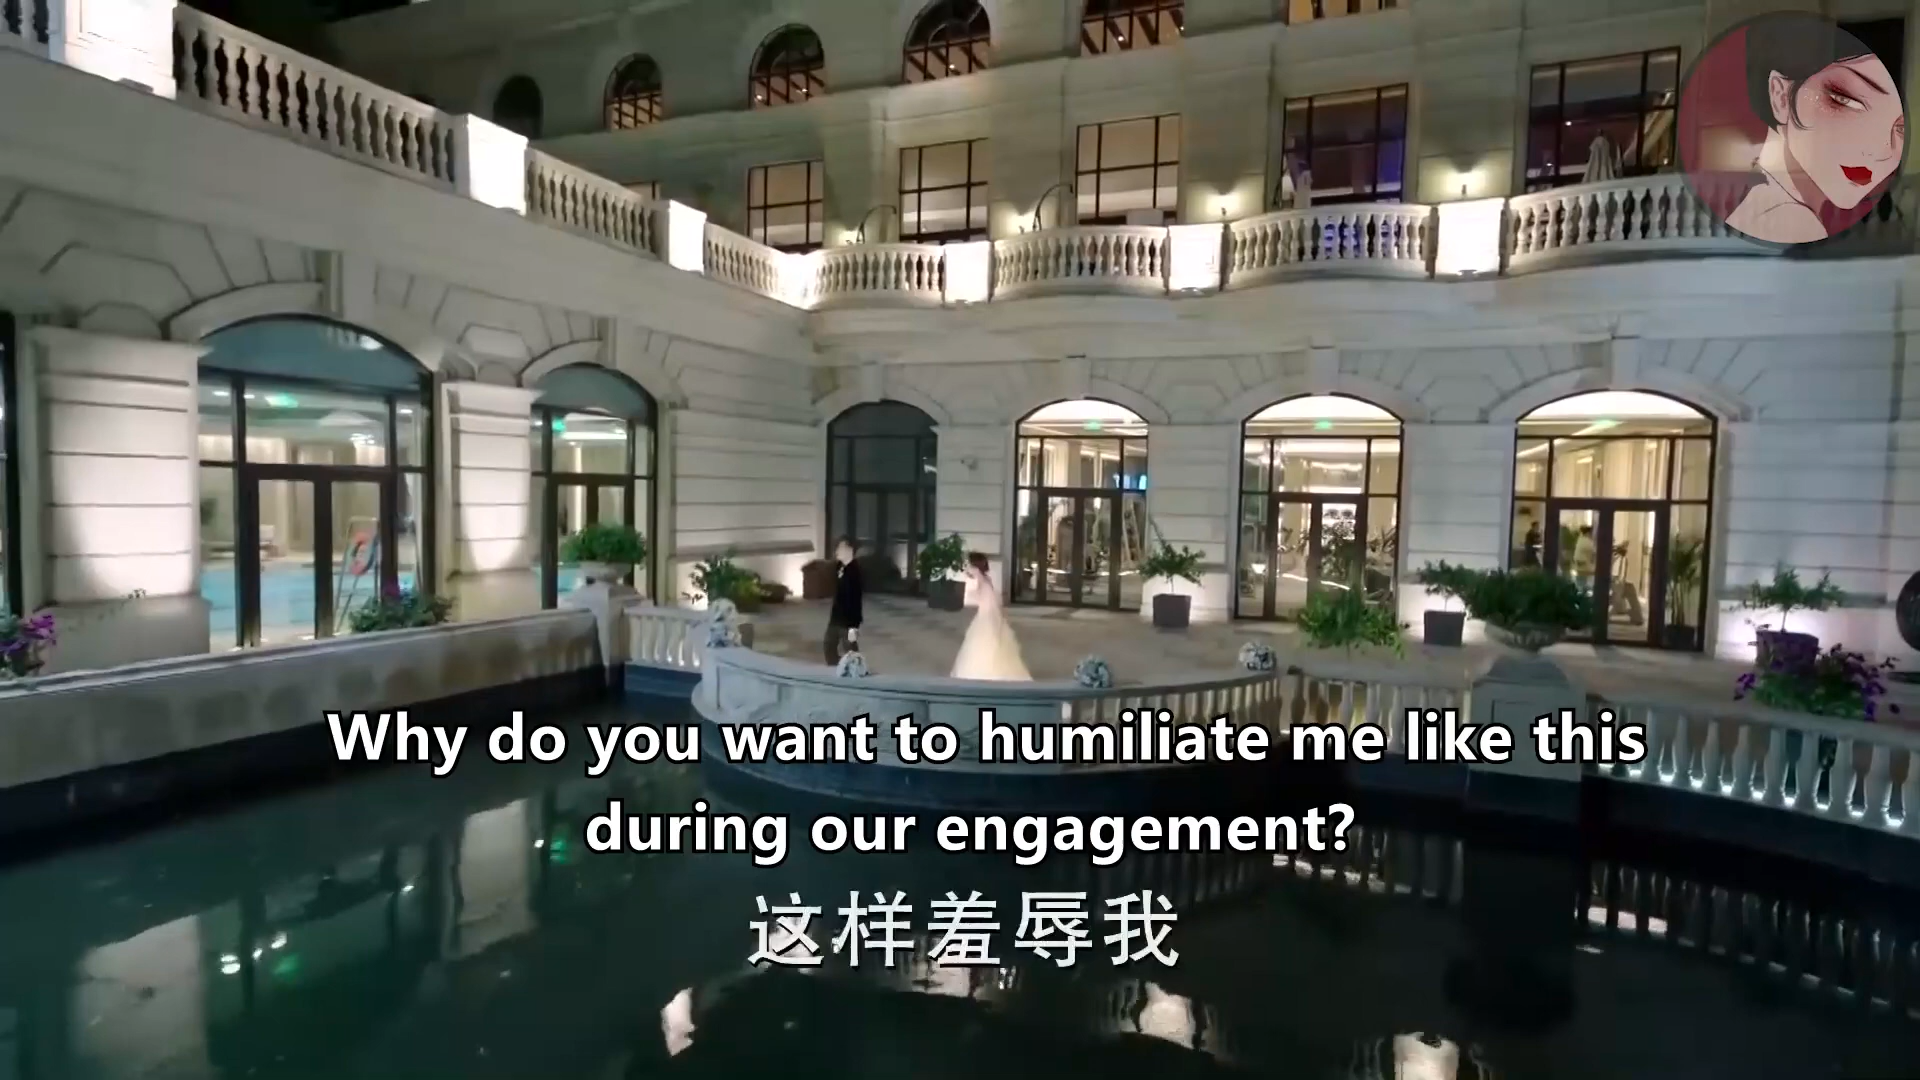 Why do you want to humiliate me like this
during our engagement?
这样羞辱我